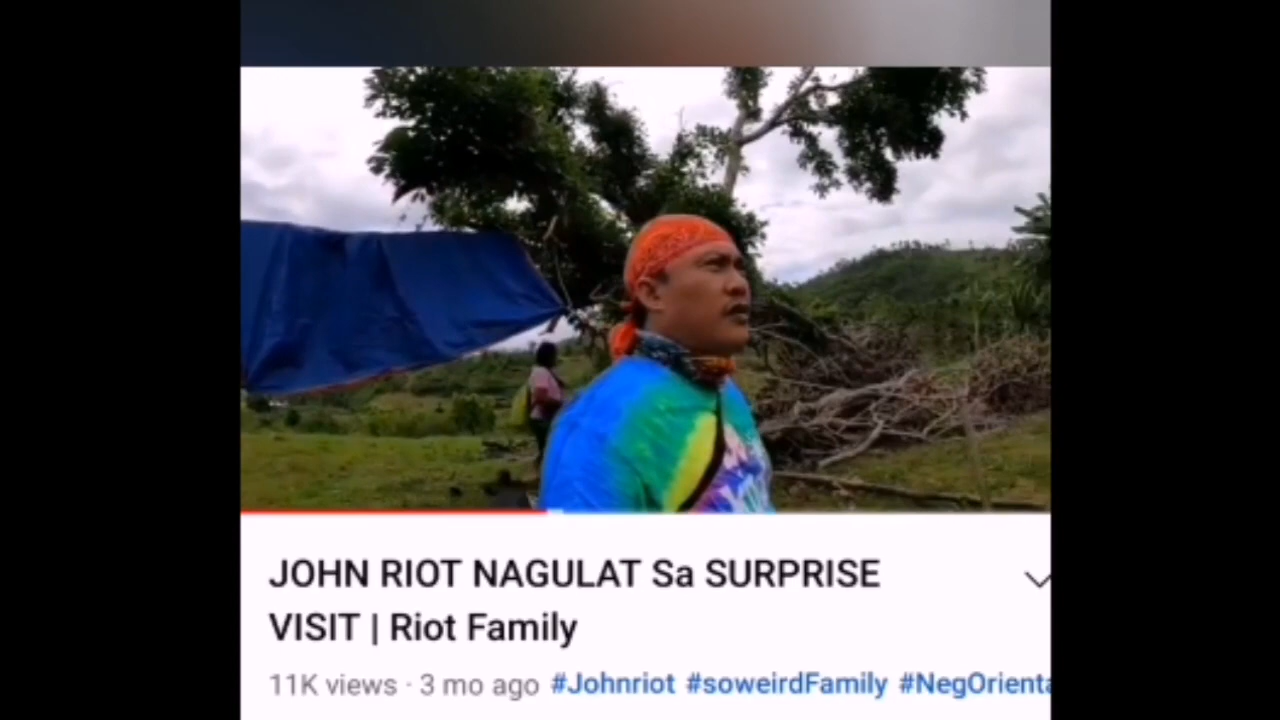 JOHN RIOT NAGULAT Sa SURPRISE
VISIT | Riot Family
11K views · 3 mo ago #Johnriot #soweirdFamily